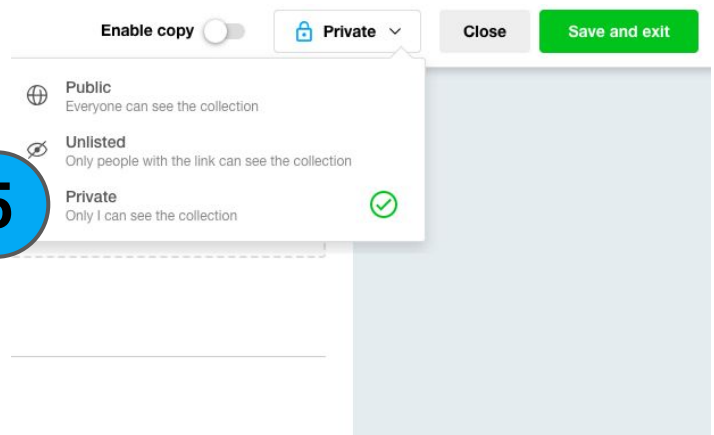 Enable copy
Private
Close
Save and exit
Public
Everyone can see the collection
Unlisted
Only people with the link can see the collection
5
Private
Only I can see the collection